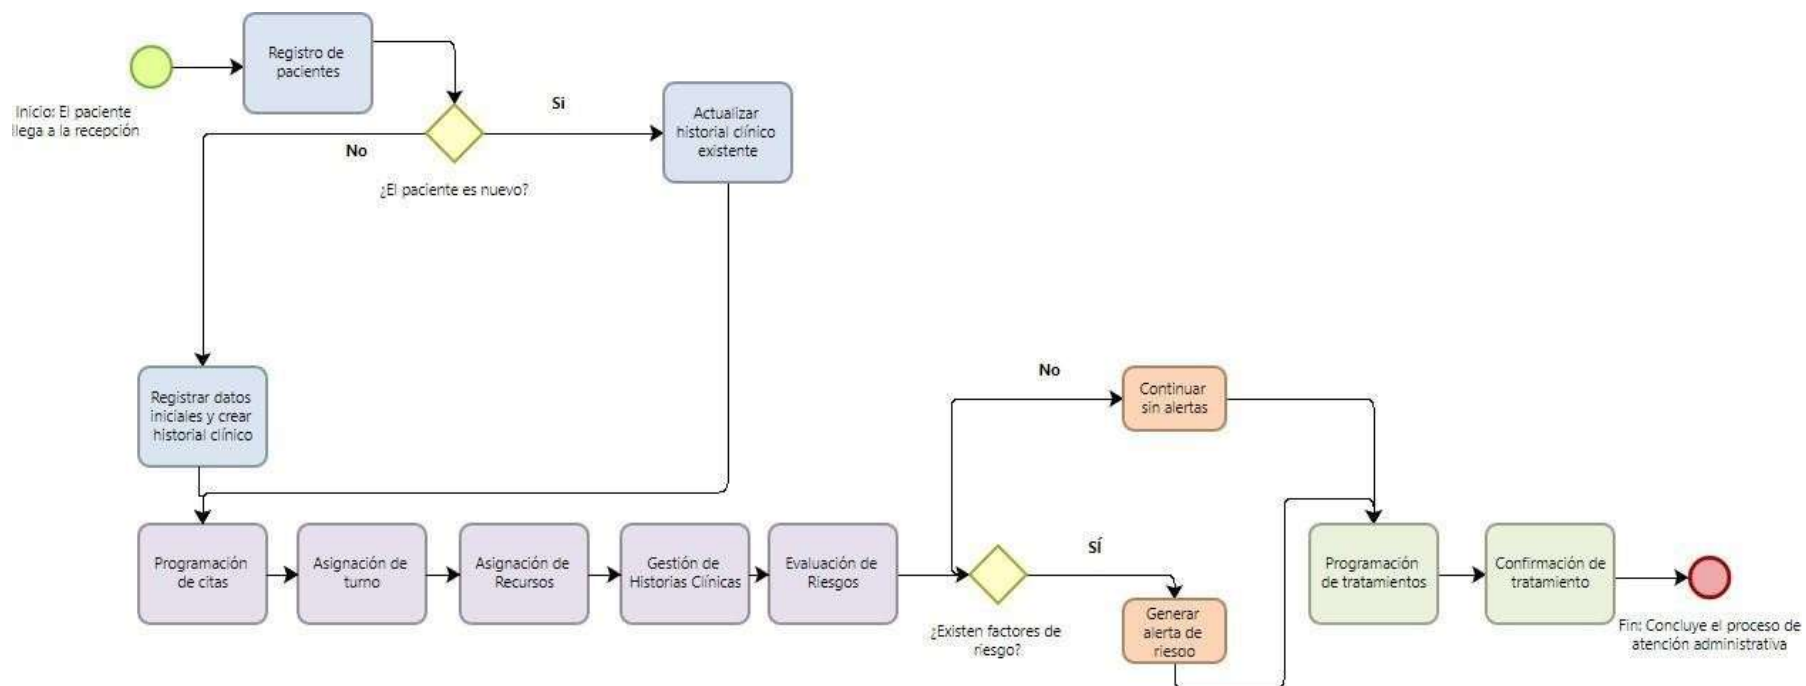 Registro de
pacientes
Inicio: El paciente
llega a la recepción
Si
No
¿El paciente es nuevo?
Actualizar
historial clínico
existente
Registrar datos
iniciales y crear
historial clínico
Programación
de citas
Asignación de
turno
Asignación de
Recursos
Gestión de
Historias Clínicas
Evaluación de
Riesgos
¿Existen factores de
riesgo?
No
Continuar
sin alertas
SÍ
Generar
alerta de
riesgo
Programación
de tratamientos
Confirmación de
tratamiento
Fin: Concluye el proceso de
atención administrativa